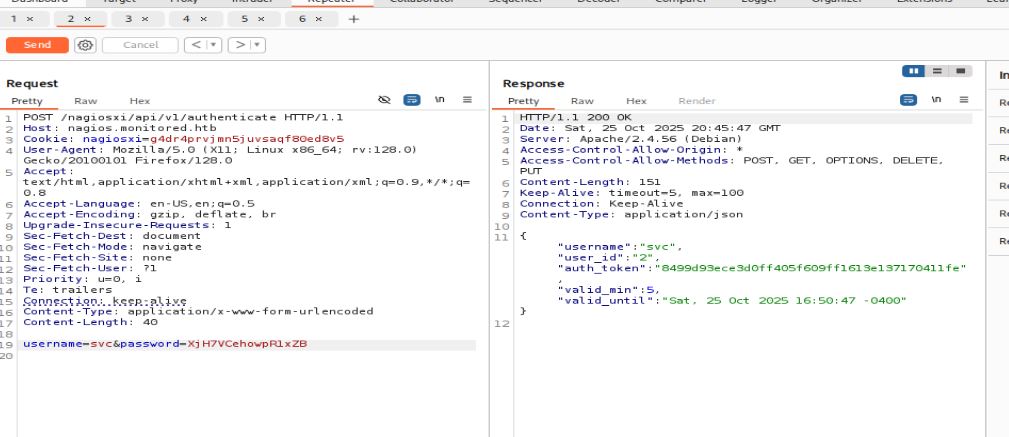 Dashboard Target Proxy Intruder Repeater Collaborator Sequencer Decoder Comparer Logger Organizer Extensions
1 × 2 × 3 × 4 × 5 × 6 × +
Send Cancel < >
Request
Pretty Raw Hex \n
1 POST /nagiosxi/api/v1/authenticate HTTP/1.1
2 Host: nagios.monitored.htb
3 Cookie: nagiosxi=g4dr4prvjmn5juvsaqf80ed8v5
4 User-Agent: Mozilla/5.0 (X11; Linux x86_64; rv:128.0)
Gecko/20100101 Firefox/128.0
5 Accept:
text/html,application/xhtml+xml,application/xml;q=0.9,*/*;q=
0.8
6 Accept-Language: en-US,en;q=0.5
7 Accept-Encoding: gzip, deflate, br
8 Upgrade-Insecure-Requests: 1
9 Sec-Fetch-Dest: document
10 Sec-Fetch-Mode: navigate
11 Sec-Fetch-Site: none
12 Sec-Fetch-User: ?1
13 Priority: u=0, i
14 Te: trailers
15 Connection: keep-alive
16 Content-Type: application/x-www-form-urlencoded
17 Content-Length: 40
18
19 username=svc&password=XjH7VCehowpR1xZB
20
Response
Pretty Raw Hex Render \n
1 HTTP/1.1 200 OK
2 Date: Sat, 25 Oct 2025 20:45:47 GMT
3 Server: Apache/2.4.56 (Debian)
4 Access-Control-Allow-Origin: *
5 Access-Control-Allow-Methods: POST, GET, OPTIONS, DELETE,
PUT
6 Content-Length: 151
7 Keep-Alive: timeout=5, max=100
8 Connection: Keep-Alive
9 Content-Type: application/json
10
11 {
"username":"svc",
"user_id":"2",
"auth_token":"8499d93ece3d0ff405f609ff1613e137170411fe"
,
"valid_min":5,
"valid_until":"Sat, 25 Oct 2025 16:50:47 -0400"
}
12
In
Re
Re
Re
Re
Re
Re